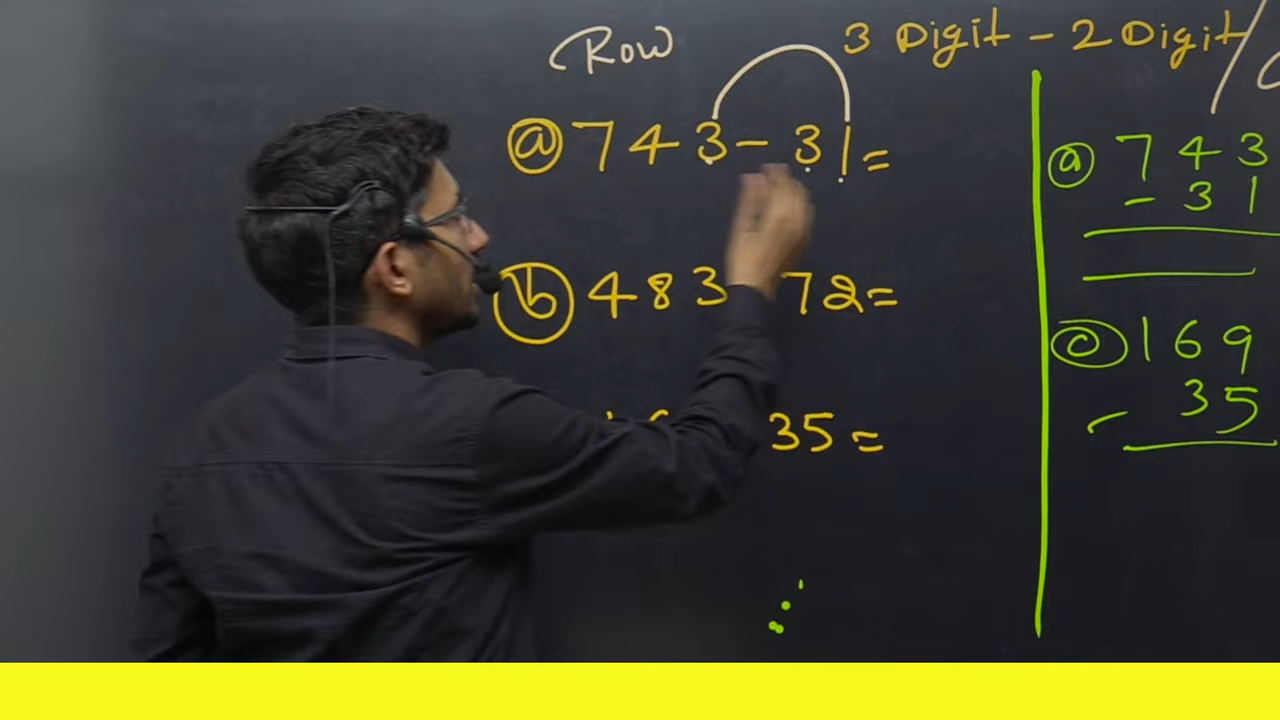 Row
3 Digit - 2 Digit
ⓐ 743 - 31 =
ⓑ 483 72 =
35 =
ⓐ 743
- 31
ⓒ 169
- 35